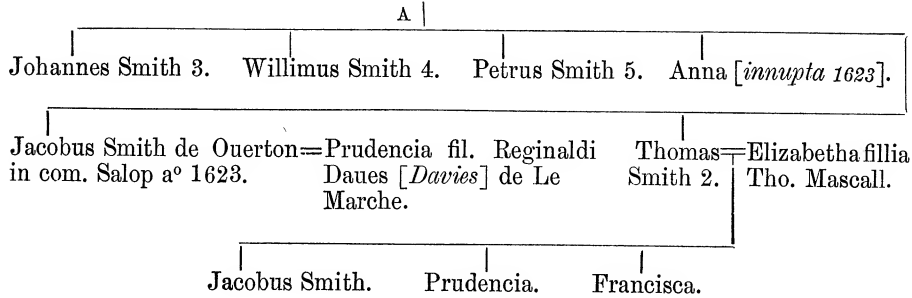 A
Johannes Smith 3. Willimus Smith 4. Petrus Smith 5. Anna [innupta 1623].
Jacobus Smith de Ouerton=Prudencia fil. Reginaldi Thomas=Elizabetha fillia
in com. Salop aº 1623. Daues [Davies] de Le Smith 2. Tho. Mascall.
Marche.
Jacobus Smith. Prudencia. Francisca.